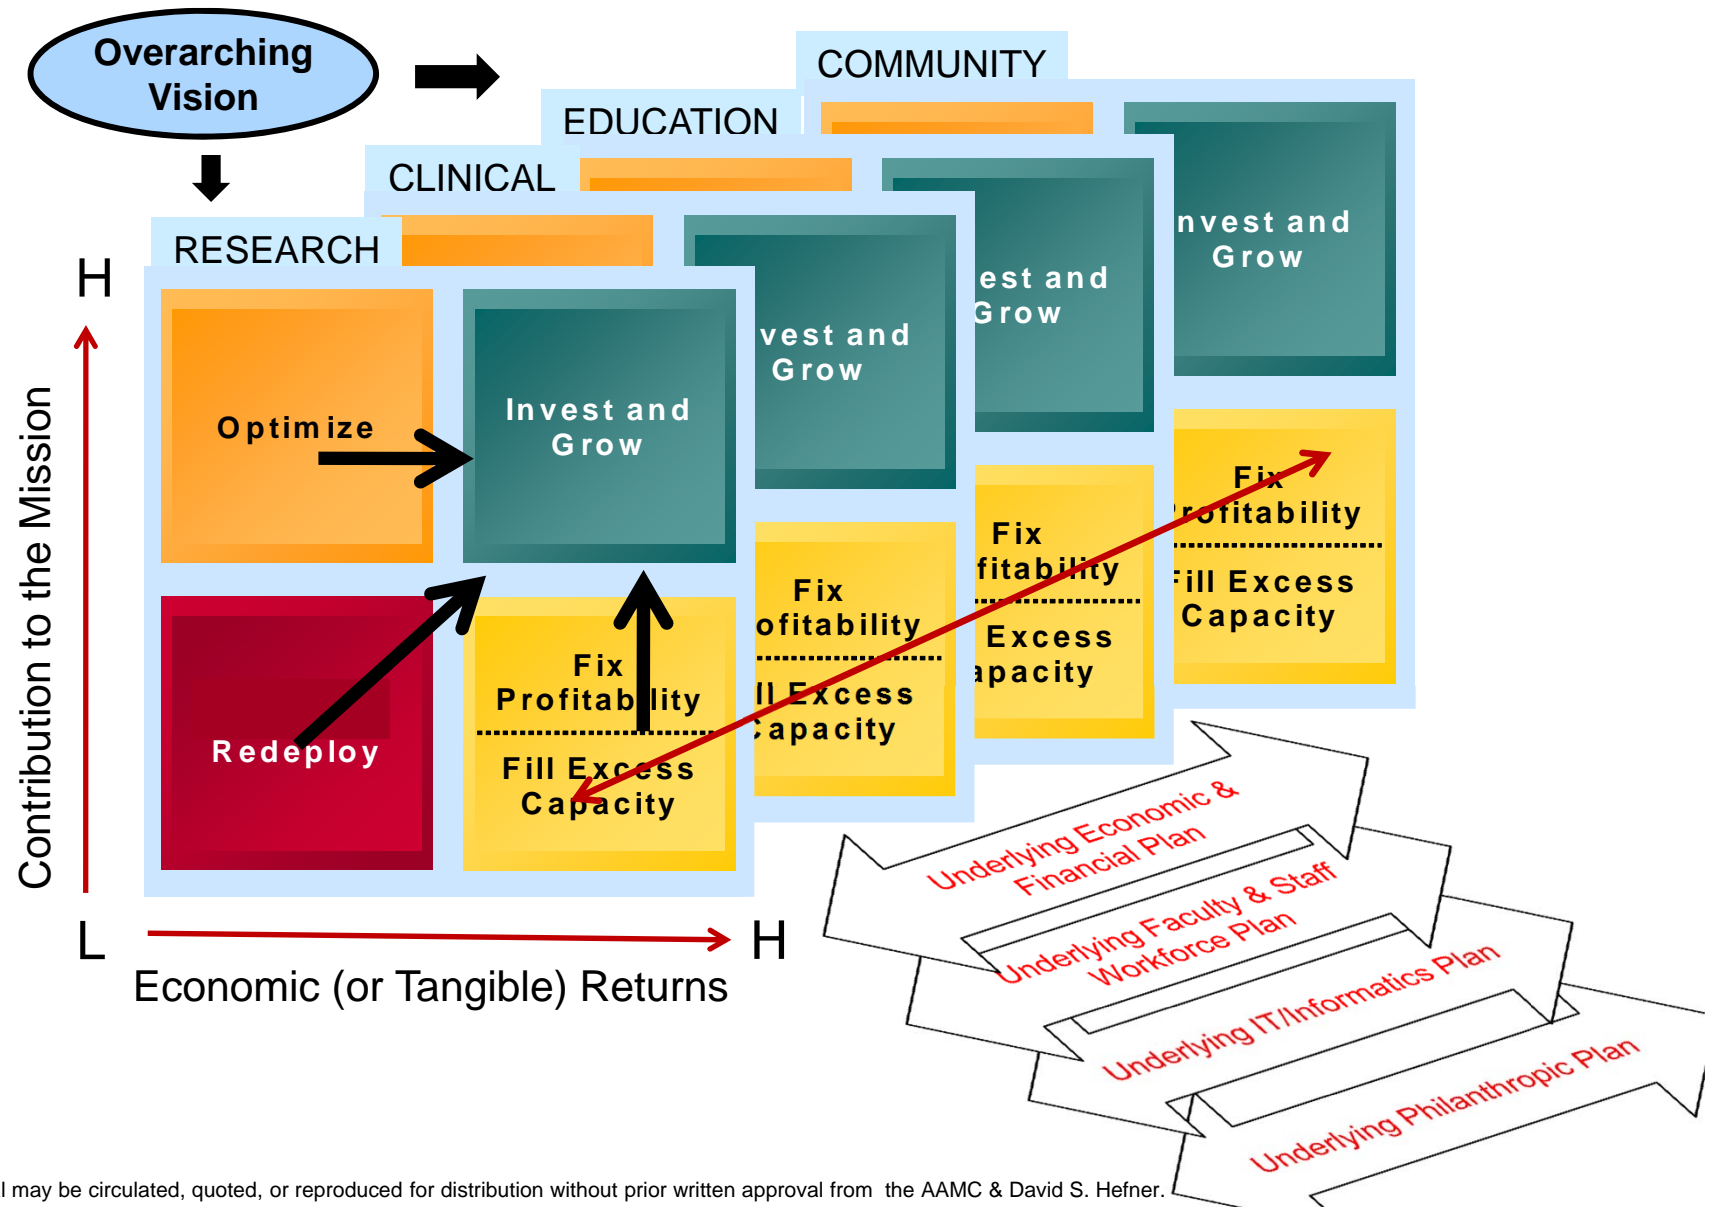 Overarching
Vision
COMMUNITY
EDUCATION
CLINICAL
RESEARCH
H
Contribution to the Mission
L
Economic (or Tangible) Returns
H
Optimize
Invest and
Grow
Redeploy
Fix
Profitability
Fill Excess
Capacity
vest and
Grow
Fix
ofitability
ll Excess
Capacity
est and
Grow
Fix
fitability
Excess
apacity
nvest and
Grow
Fix
rofitability
Fill Excess
Capacity
Underlying Economic &
Financial Plan
Underlying Faculty & Staff
Workforce Plan
Underlying IT/Informatics Plan
Underlying Philanthropic Plan
l may be circulated, quoted, or reproduced for distribution without prior written approval from the AAMC & David S. Hefner.